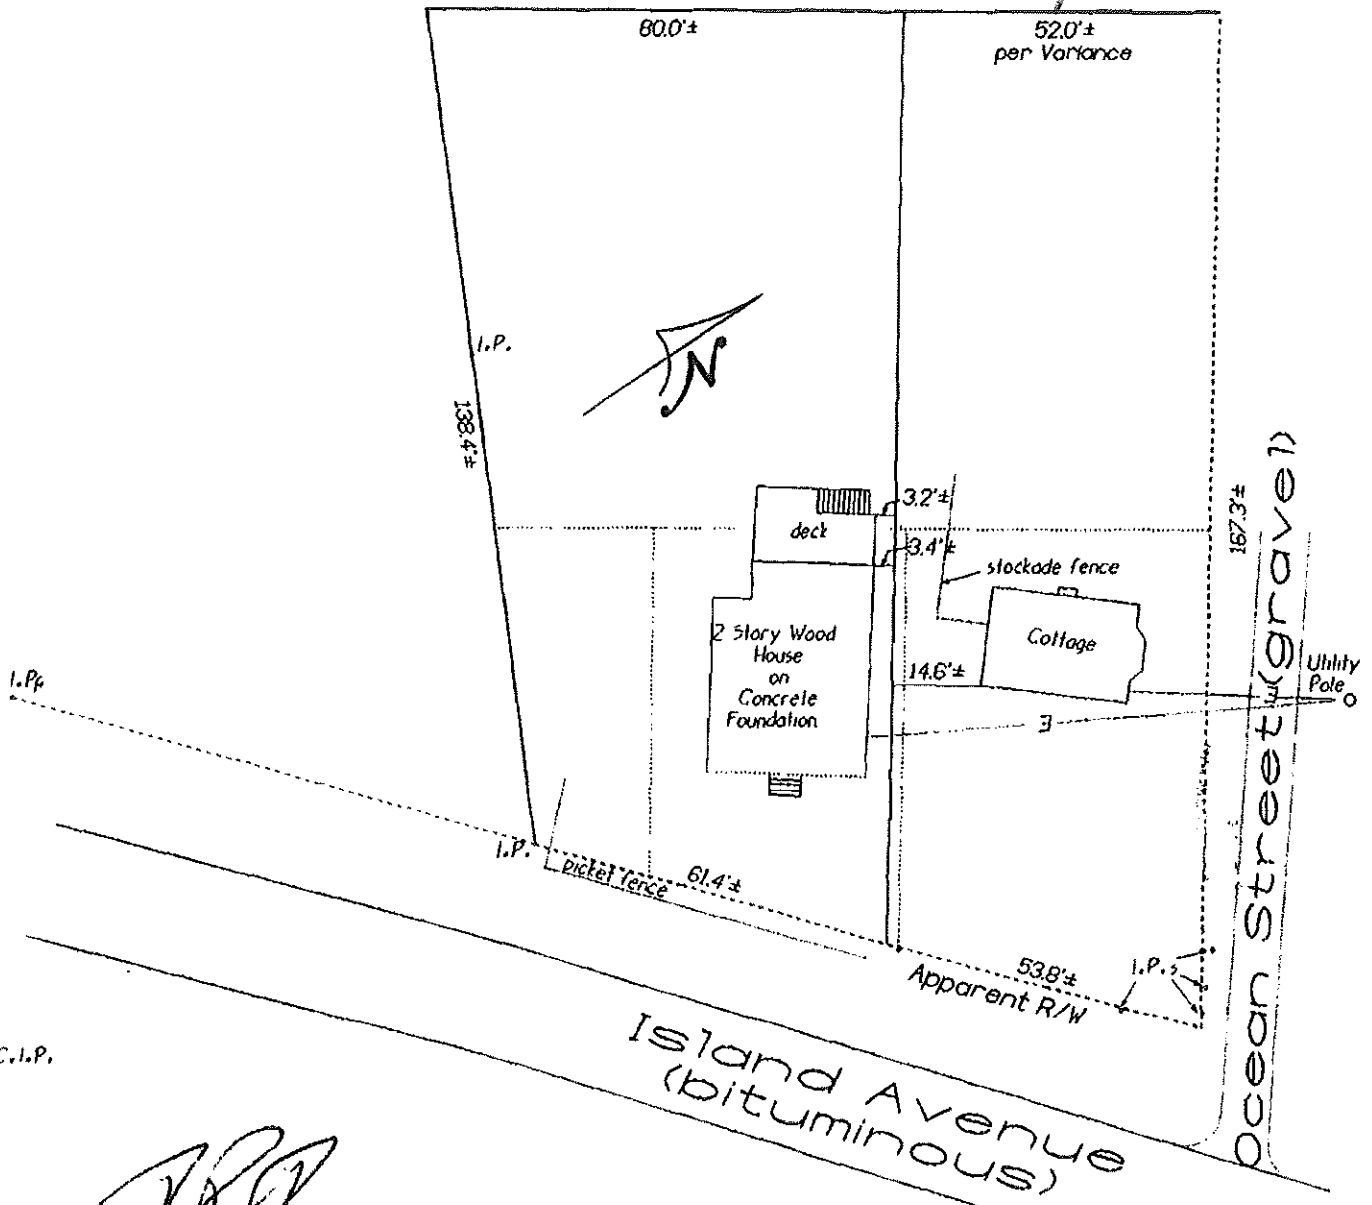 80.0'±
52.0'±
per Variance
I.P.
N
138.4'±
3.2'±
deck
3.4'±
stockade fence
167.3'±
2 Story Wood
House
on
Concrete
Foundation
Cottage
14.6'±
Utility
Pole
E
E
I.P.
I.P.
picket fence
61.4'±
53.8'±
I.P.s
Apparent R/W
Island Avenue
(bituminous)
Ocean Street (gravel)
C.I.P.